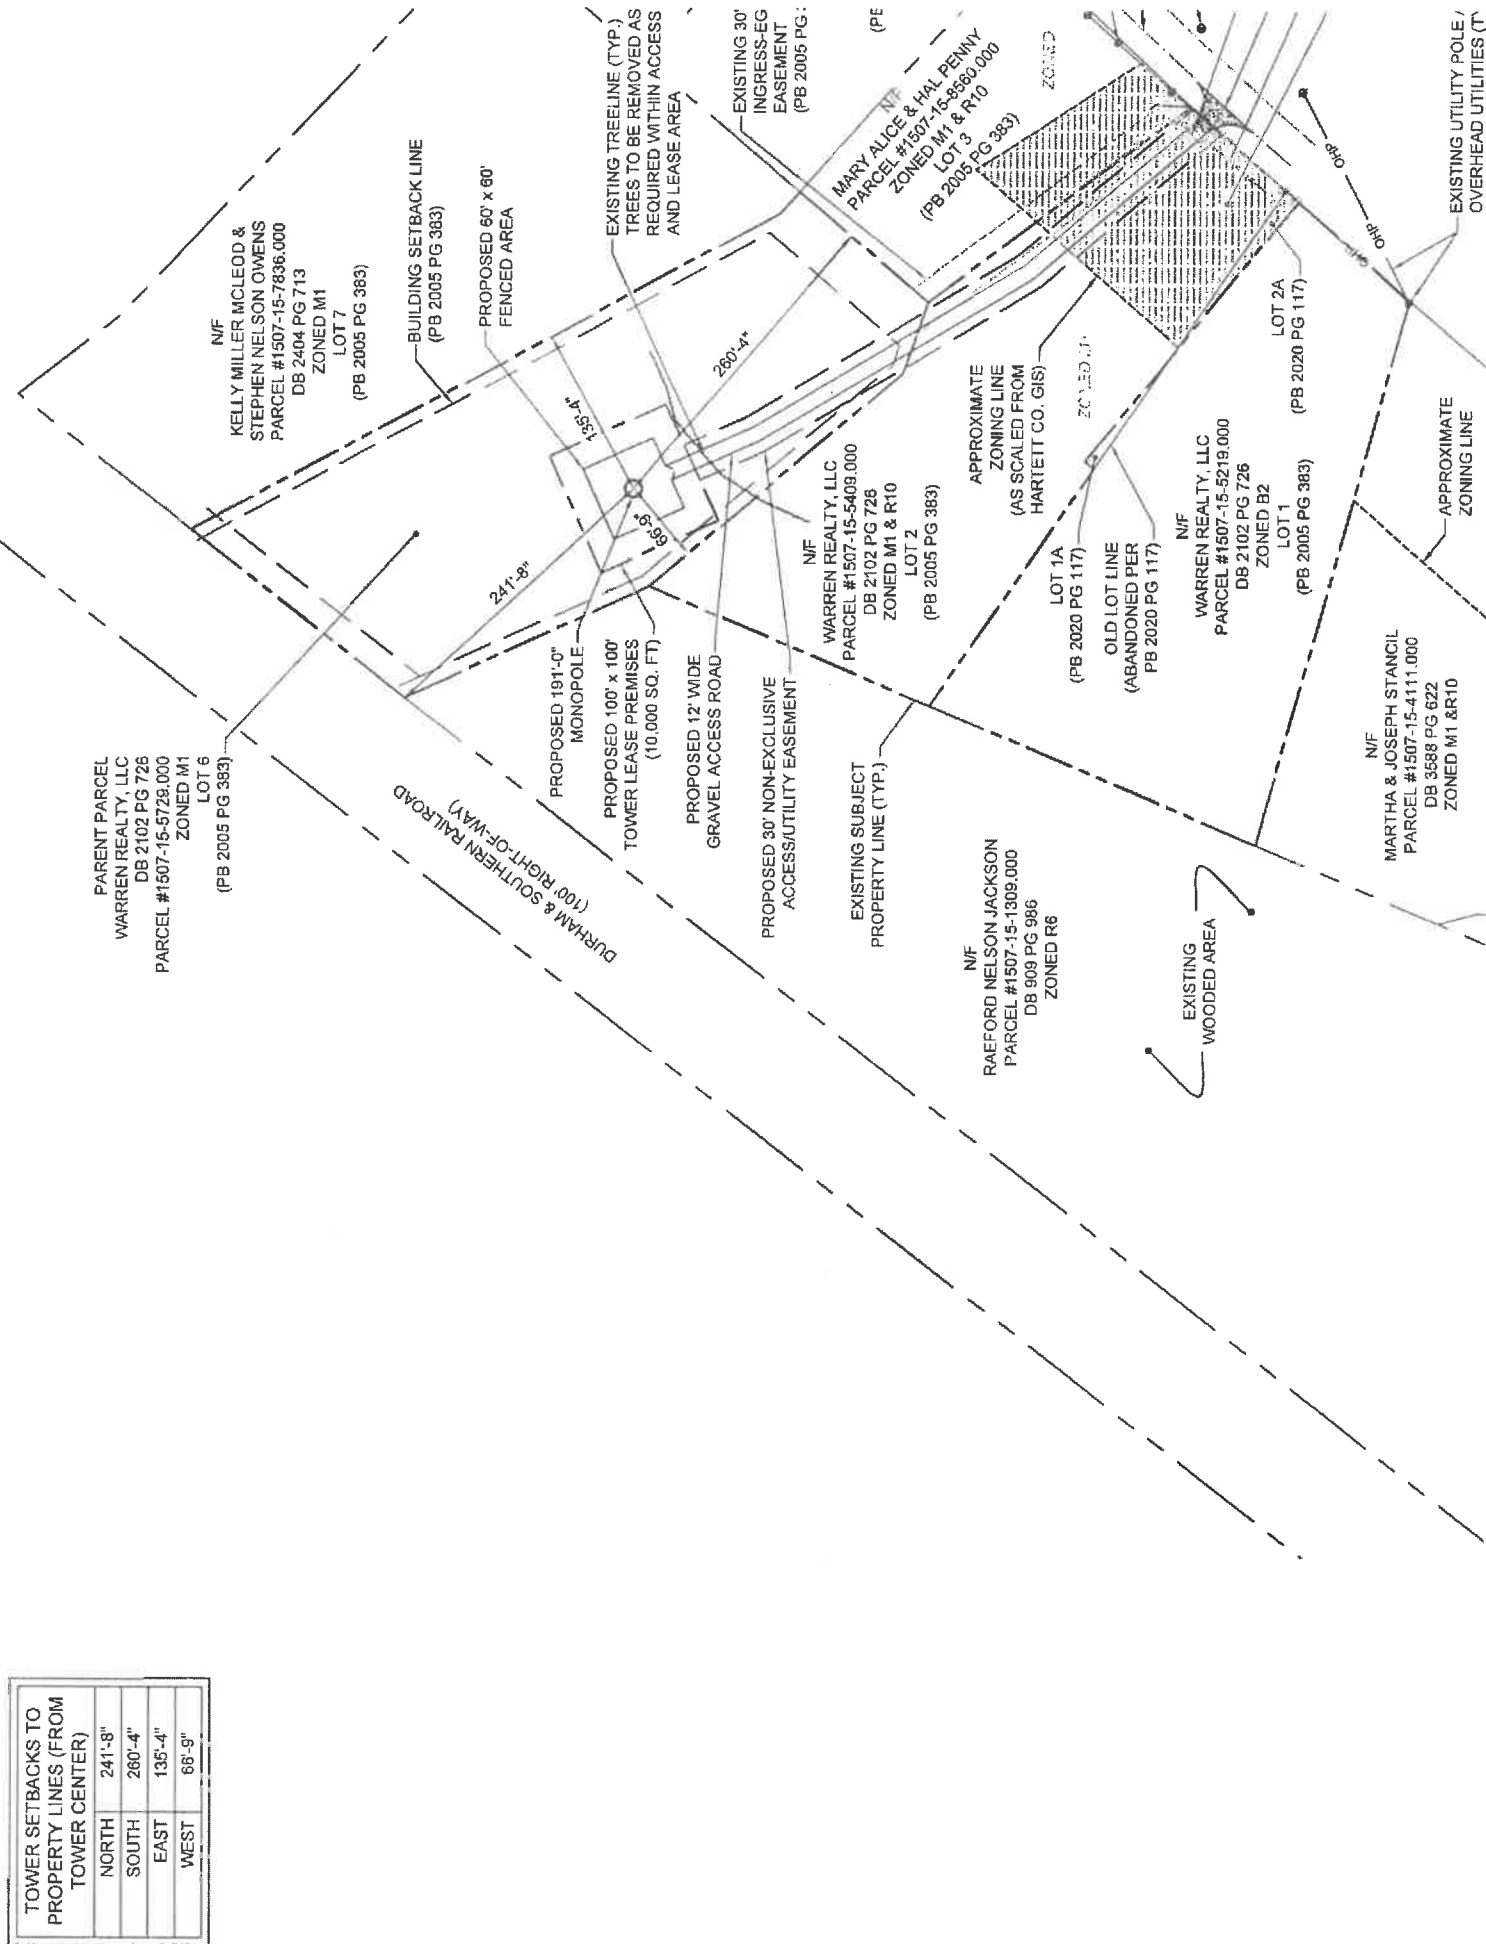 TOWER SETBACKS TO
PROPERTY LINES (FROM
TOWER CENTER)
NORTH 241'-8"
SOUTH 260'-4"
EAST 135'-4"
WEST 66'-9"
PARENT PARCEL
WARREN REALTY, LLC
DB 2102 PG 726
PARCEL #1507-15-5729.000
ZONED M1
LOT 6
(PB 2005 PG 383)
N/F
KELLY MILLER MCLEOD &
STEPHEN NELSON OWENS
PARCEL #1507-15-7836.000
DB 2404 PG 713
ZONED M1
LOT 7
(PB 2005 PG 383)
BUILDING SETBACK LINE
(PB 2005 PG 383)
PROPOSED 60' x 60'
FENCED AREA
EXISTING TREELINE (TYP.)
TREES TO BE REMOVED AS
REQUIRED WITHIN ACCESS
AND LEASE AREA
EXISTING 30'
INGRESS-EG
EASEMENT
(PB 2005 PG
(PE
N/F
MARY ALICE & HAL PENNY
PARCEL #1507-15-8560.000
ZONED M1 & R10
LOT 3
(PB 2005 PG 383)
ZONED
241'-8"
135'-4"
66'-9"
260'-4"
DURHAM & SOUTHERN RAILROAD
(100' RIGHT-OF-WAY)
PROPOSED 191'-0"
MONOPOLE
PROPOSED 100' x 100'
TOWER LEASE PREMISES
(10,000 SQ. FT)
PROPOSED 12' WIDE
GRAVEL ACCESS ROAD
PROPOSED 30' NON-EXCLUSIVE
ACCESS/UTILITY EASEMENT
EXISTING SUBJECT
PROPERTY LINE (TYP.)
N/F
WARREN REALTY, LLC
PARCEL #1507-15-5409.000
DB 2102 PG 726
ZONED M1 & R10
LOT 2
(PB 2005 PG 383)
APPROXIMATE
ZONING LINE
(AS SCALED FROM
HARTETT CO. GIS)
LOT 1A
(PB 2020 PG 117)
OLD LOT LINE
(ABANDONED PER
PB 2020 PG 117)
N/F
WARREN REALTY, LLC
PARCEL #1507-15-5219.000
DB 2102 PG 726
ZONED B2
LOT 1
(PB 2005 PG 383)
LOT 2A
(PB 2020 PG 117)
OHP
OHP
OHP
EXISTING UTILITY POLE /
OVERHEAD UTILITIES (TY
APPROXIMATE
ZONING LINE
N/F
RAEFORD NELSON JACKSON
PARCEL #1507-15-1309.000
DB 909 PG 986
ZONED R6
EXISTING
WOODED AREA
N/F
MARTHA & JOSEPH STANCIL
PARCEL #1507-15-4111.000
DB 3588 PG 622
ZONED M1 &R10